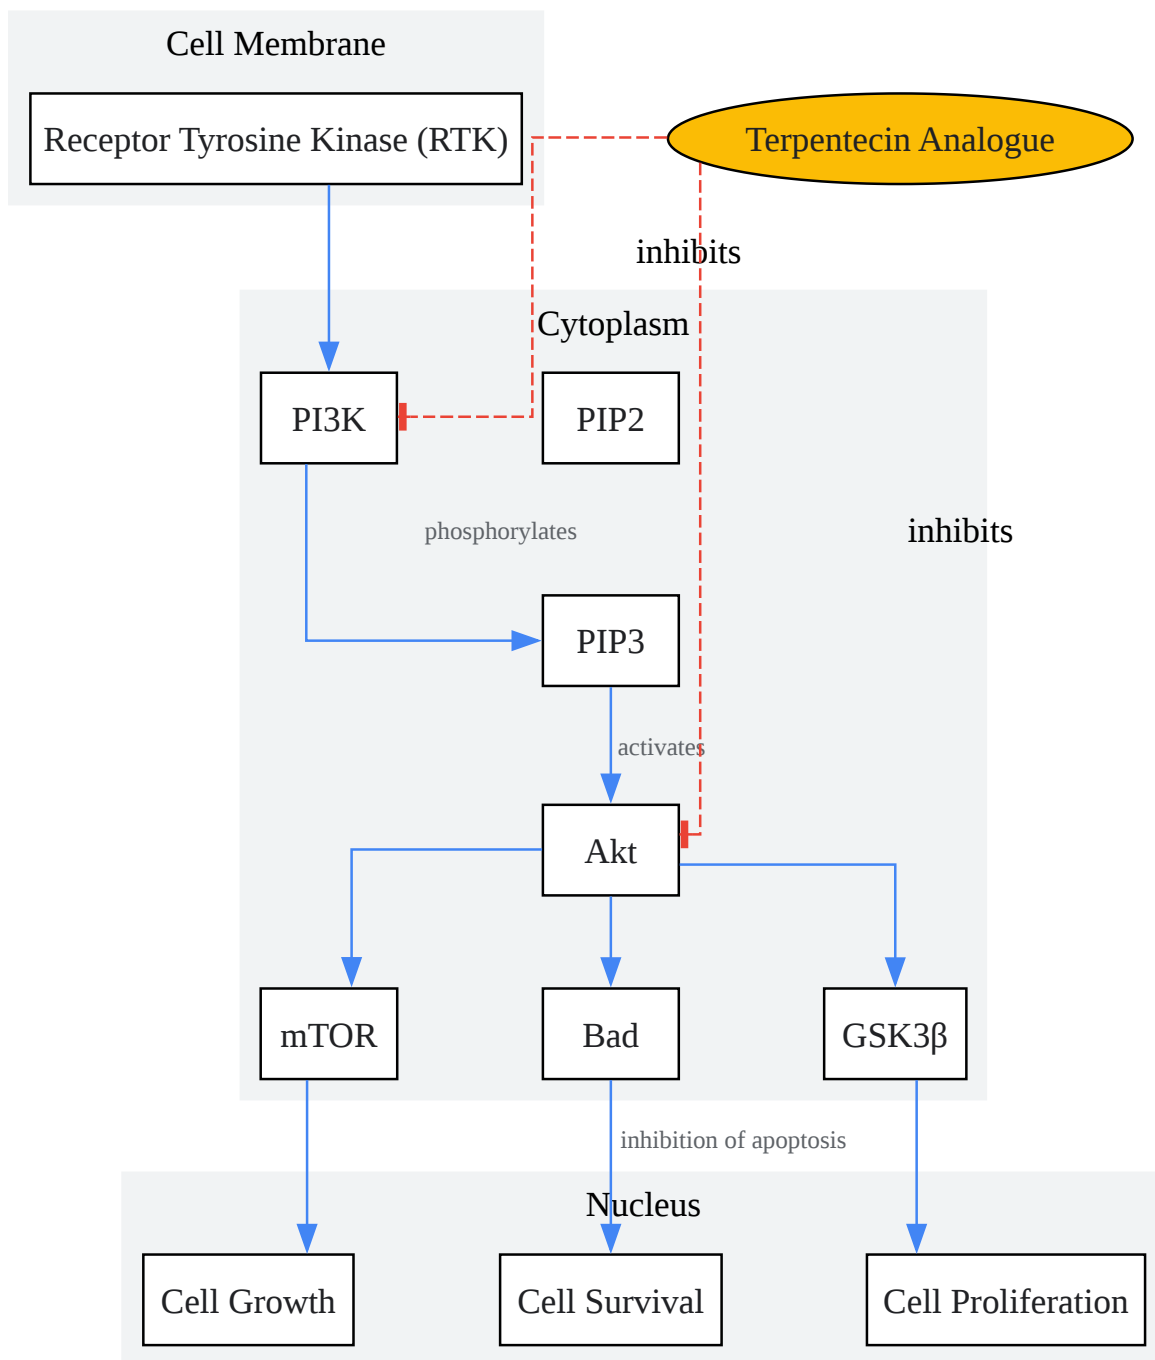 Cell Membrane
Receptor Tyrosine Kinase (RTK)
Terpentecin Analogue
inhibits
Cytoplasm
PI3K
PIP2
phosphorylates
inhibits
PIP3
activates
Akt
mTOR
Bad
GSK3β
inhibition of apoptosis
Nucleus
Cell Growth
Cell Survival
Cell Proliferation